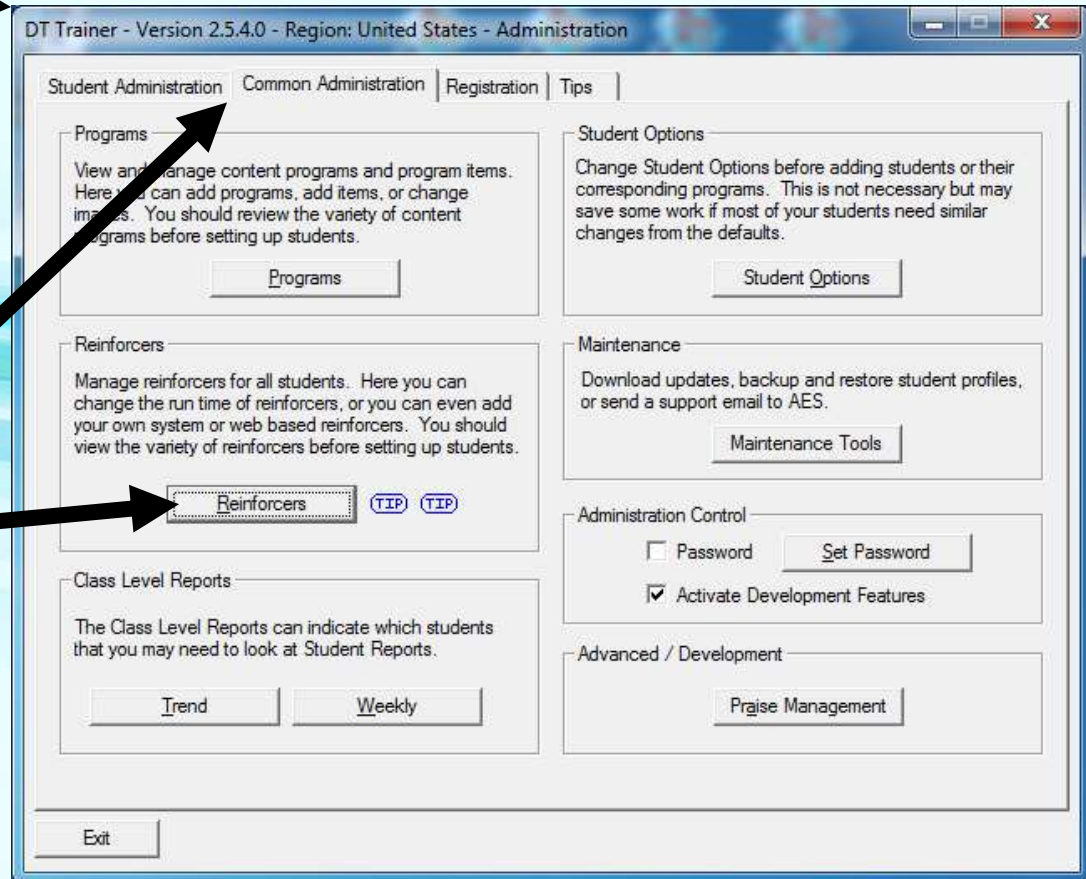 DT Trainer - Version 2.5.4.0 - Region: United States - Administration
Student Administration
Common Administration
Registration
Tips
Programs
View and manage content programs and program items.
Here you can add programs, add items, or change
images. You should review the variety of content
programs before setting up students.
Programs
Reinforcers
Manage reinforcers for all students. Here you can
change the run time of reinforcers, or you can even add
your own system or web based reinforcers. You should
view the variety of reinforcers before setting up students.
Reinforcers
TIP TIP
Class Level Reports
The Class Level Reports can indicate which students
that you may need to look at Student Reports.
Trend
Weekly
Student Options
Change Student Options before adding students or their
corresponding programs. This is not necessary but may
save some work if most of your students need similar
changes from the defaults.
Student Options
Maintenance
Download updates, backup and restore student profiles,
or send a support email to AES.
Maintenance Tools
Administration Control
Password
Set Password
Activate Development Features
Advanced / Development
Praise Management
Exit